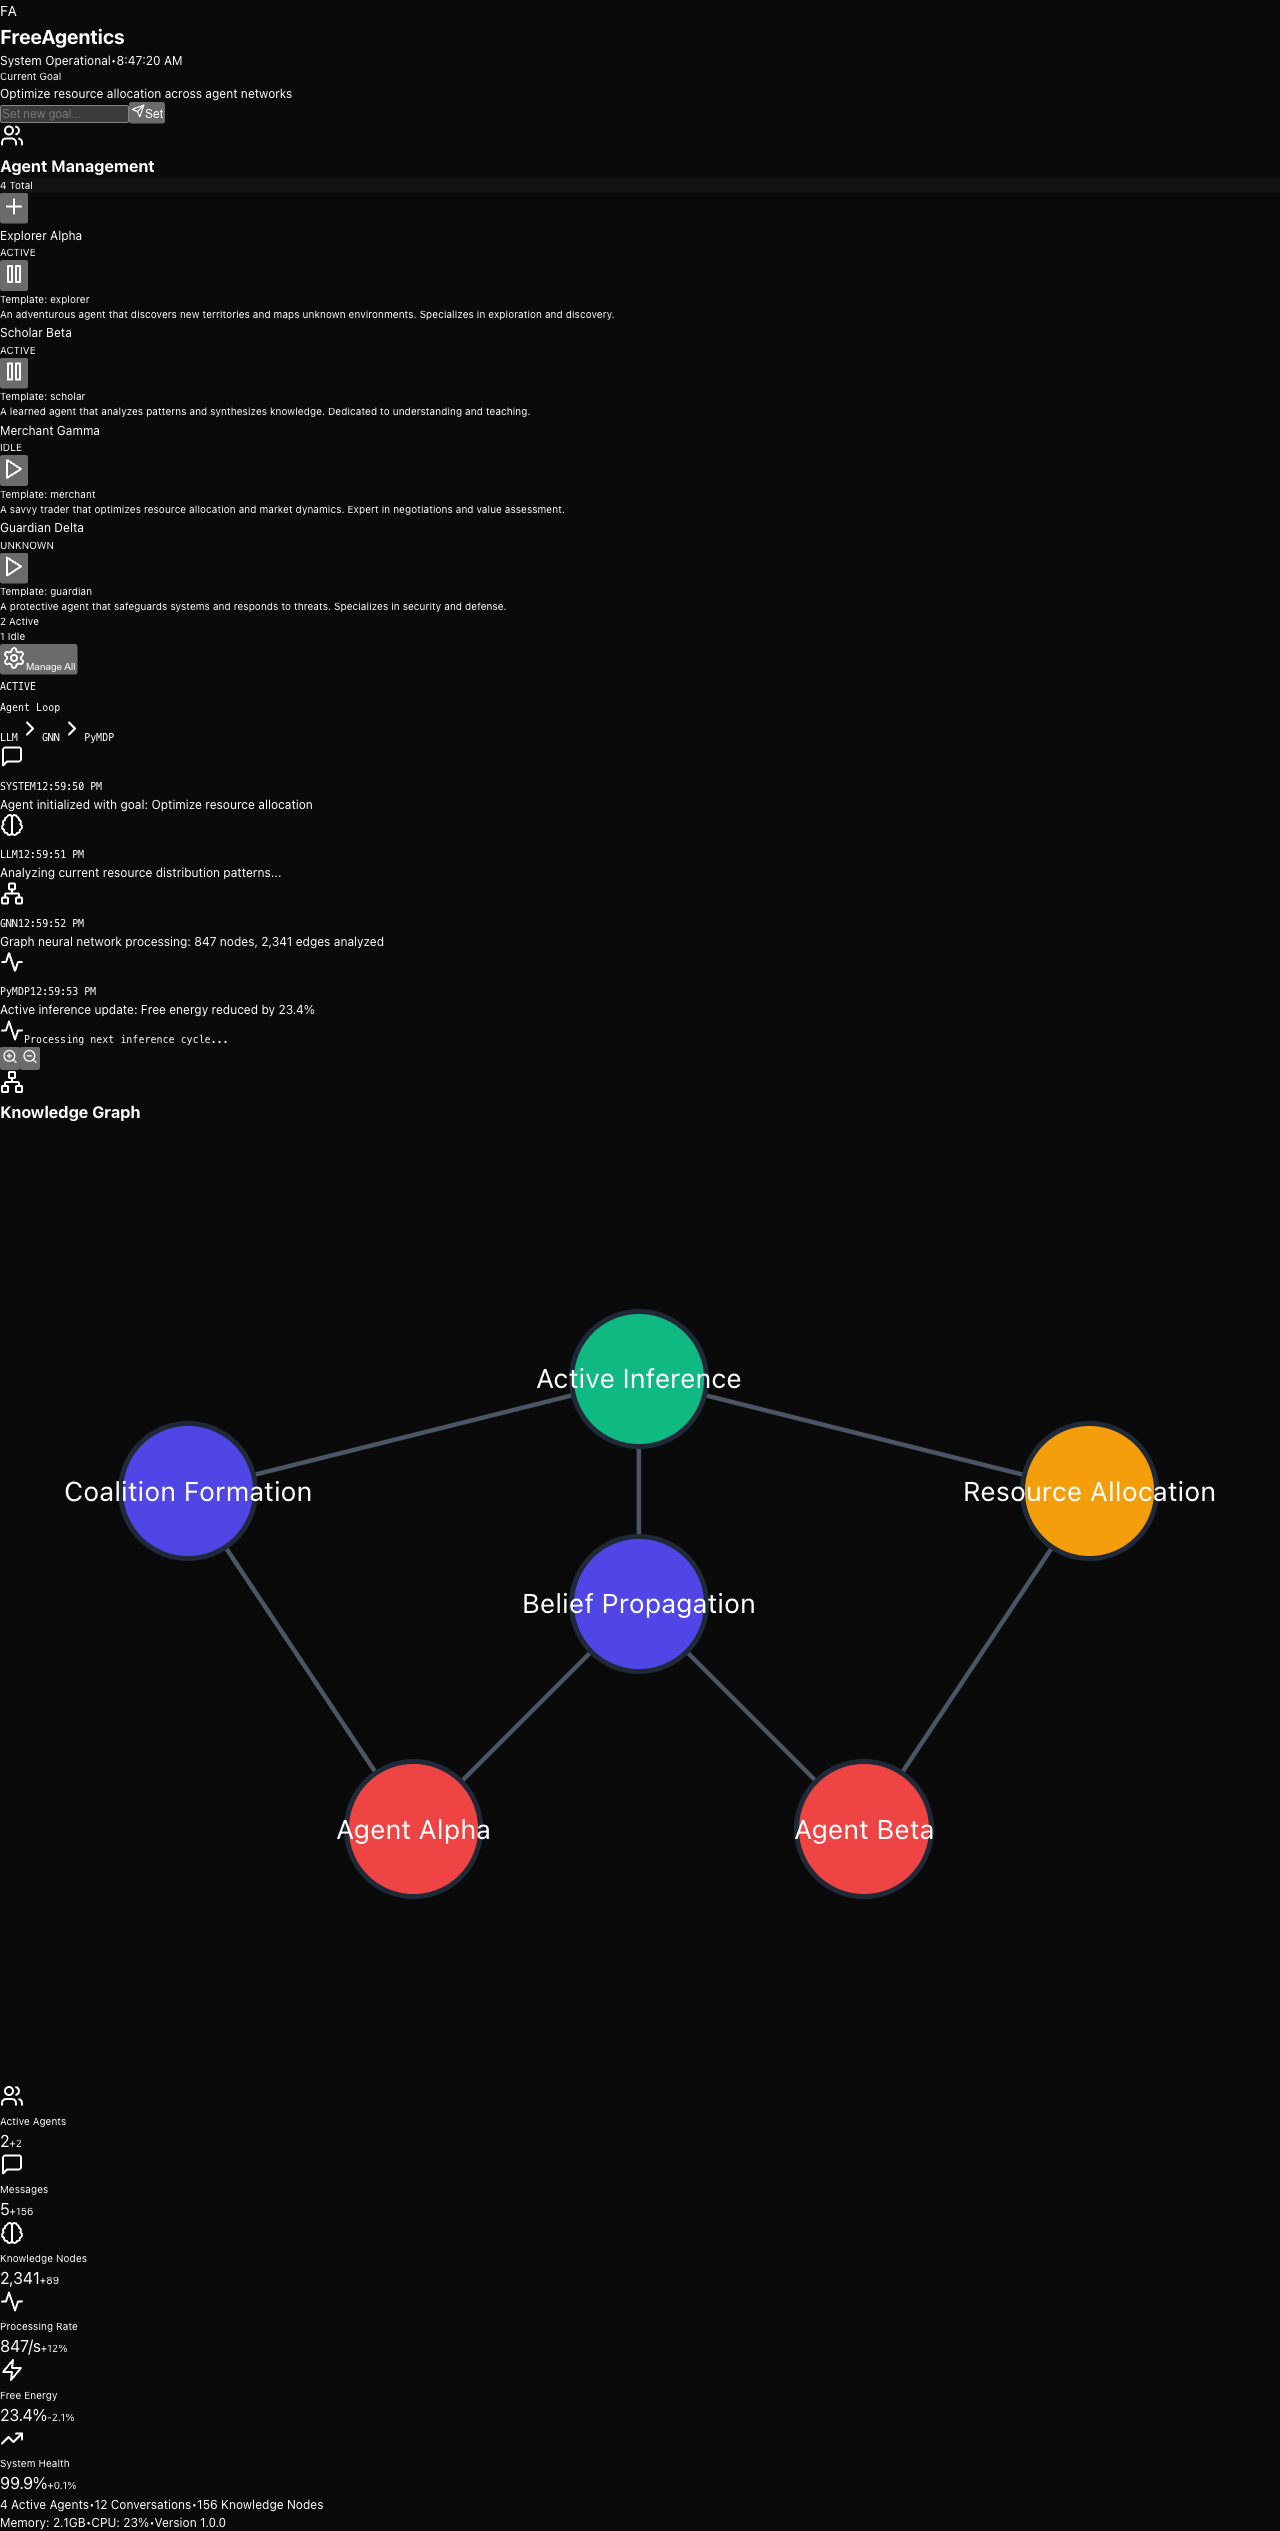 FA
FreeAgentics
System Operational•8:47:20 AM
Current Goal
Optimize resource allocation across agent networks
Set new goal... Set
Agent Management
4 Total
Explorer Alpha
ACTIVE
Template: explorer
An adventurous agent that discovers new territories and maps unknown environments. Specializes in exploration and discovery.
Scholar Beta
ACTIVE
Template: scholar
A learned agent that analyzes patterns and synthesizes knowledge. Dedicated to understanding and teaching.
Merchant Gamma
IDLE
Template: merchant
A savvy trader that optimizes resource allocation and market dynamics. Expert in negotiations and value assessment.
Guardian Delta
UNKNOWN
Template: guardian
A protective agent that safeguards systems and responds to threats. Specializes in security and defense.
2 Active
1 Idle
Manage All
ACTIVE
Agent Loop
LLM GNN PyMDP
SYSTEM12:59:50 PM
Agent initialized with goal: Optimize resource allocation
LLM12:59:51 PM
Analyzing current resource distribution patterns...
GNN12:59:52 PM
Graph neural network processing: 847 nodes, 2,341 edges analyzed
PyMDP12:59:53 PM
Active inference update: Free energy reduced by 23.4%
Processing next inference cycle...
Knowledge Graph
Active Inference
Coalition Formation
Resource Allocation
Belief Propagation
Agent Alpha
Agent Beta
Active Agents
2+2
Messages
5+156
Knowledge Nodes
2,341+89
Processing Rate
847/s+12%
Free Energy
23.4%-2.1%
System Health
99.9%+0.1%
4 Active Agents•12 Conversations•156 Knowledge Nodes
Memory: 2.1GB•CPU: 23%•Version 1.0.0